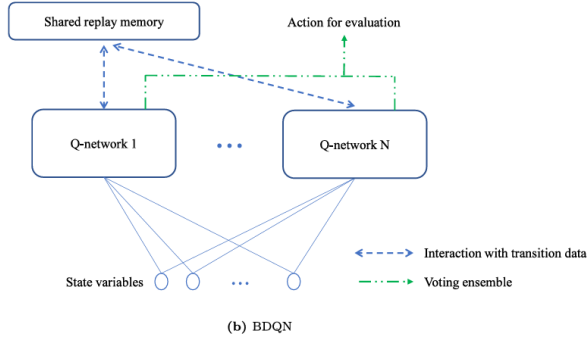 Shared replay memory
Action for evaluation
Q-network 1
...
Q-network N
State variables
...
Interaction with transition data
Voting ensemble
(b) BDQN